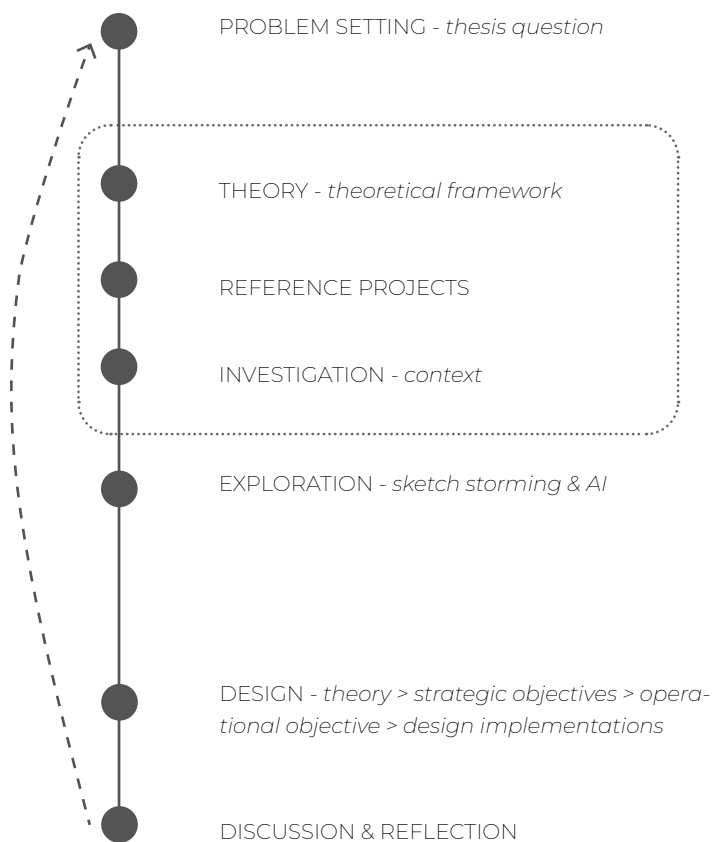 PROBLEM SETTING - thesis question
THEORY - theoretical framework
REFERENCE PROJECTS
INVESTIGATION - context
EXPLORATION - sketch storming & AI
DESIGN - theory > strategic objectives > opera-
tional objective > design implementations
DISCUSSION & REFLECTION